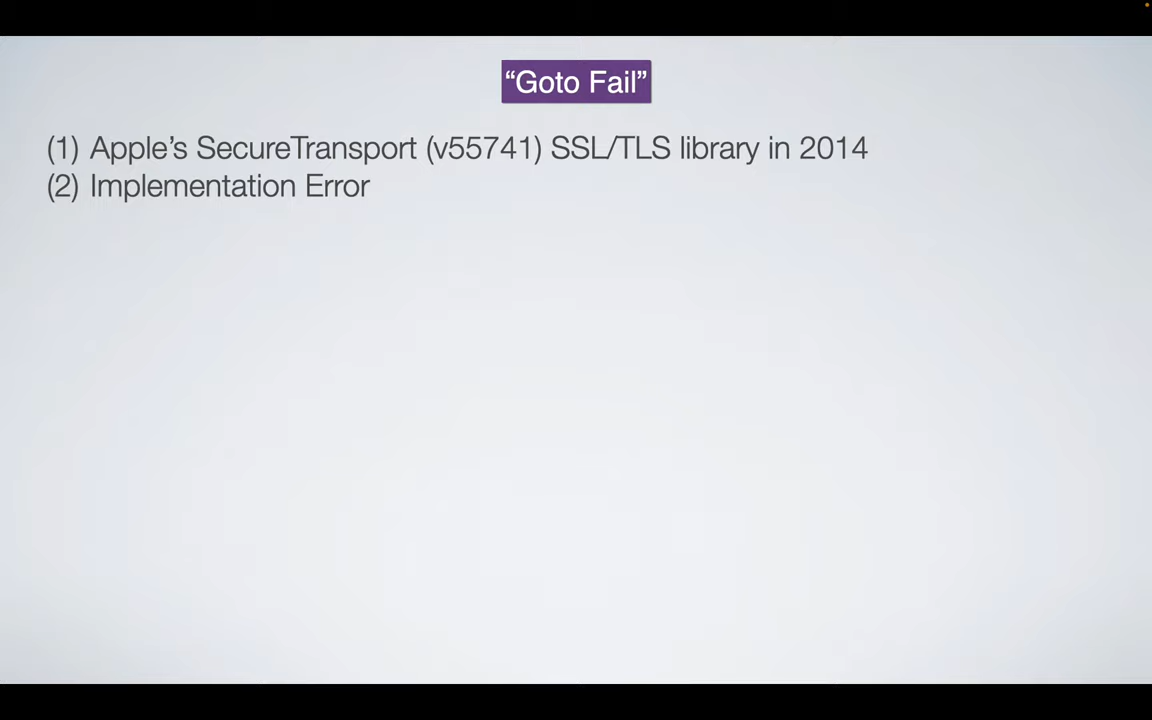 “Goto Fail”
(1) Apple’s SecureTransport (v55741) SSL/TLS library in 2014
(2) Implementation Error